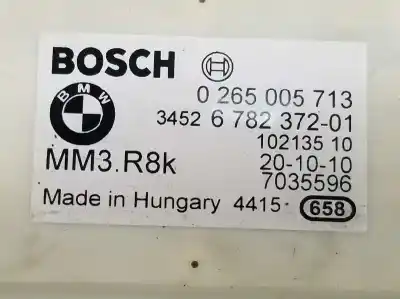 BOSCH
BMW
0 265 005 713
3452 6 782 372-01
102135 10
MM3.R8k 20-10-10
7035596
Made in Hungary 4415 658